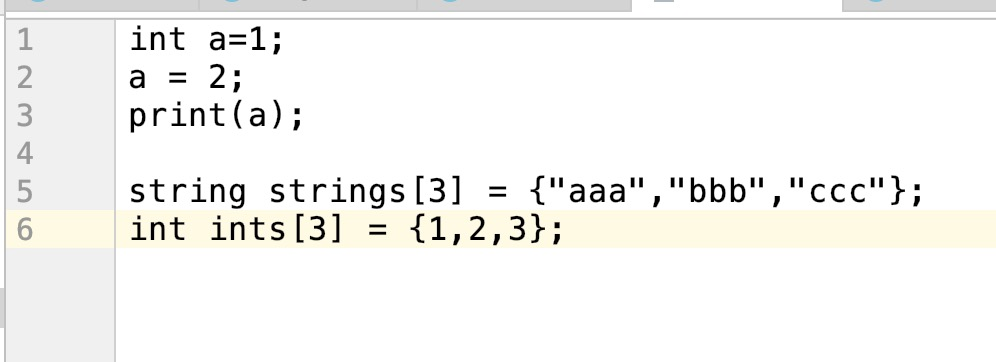 1 int a=1;
2 a = 2;
3 print(a);
4
5 string strings[3] = {"aaa","bbb","ccc"};
6 int ints[3] = {1,2,3};